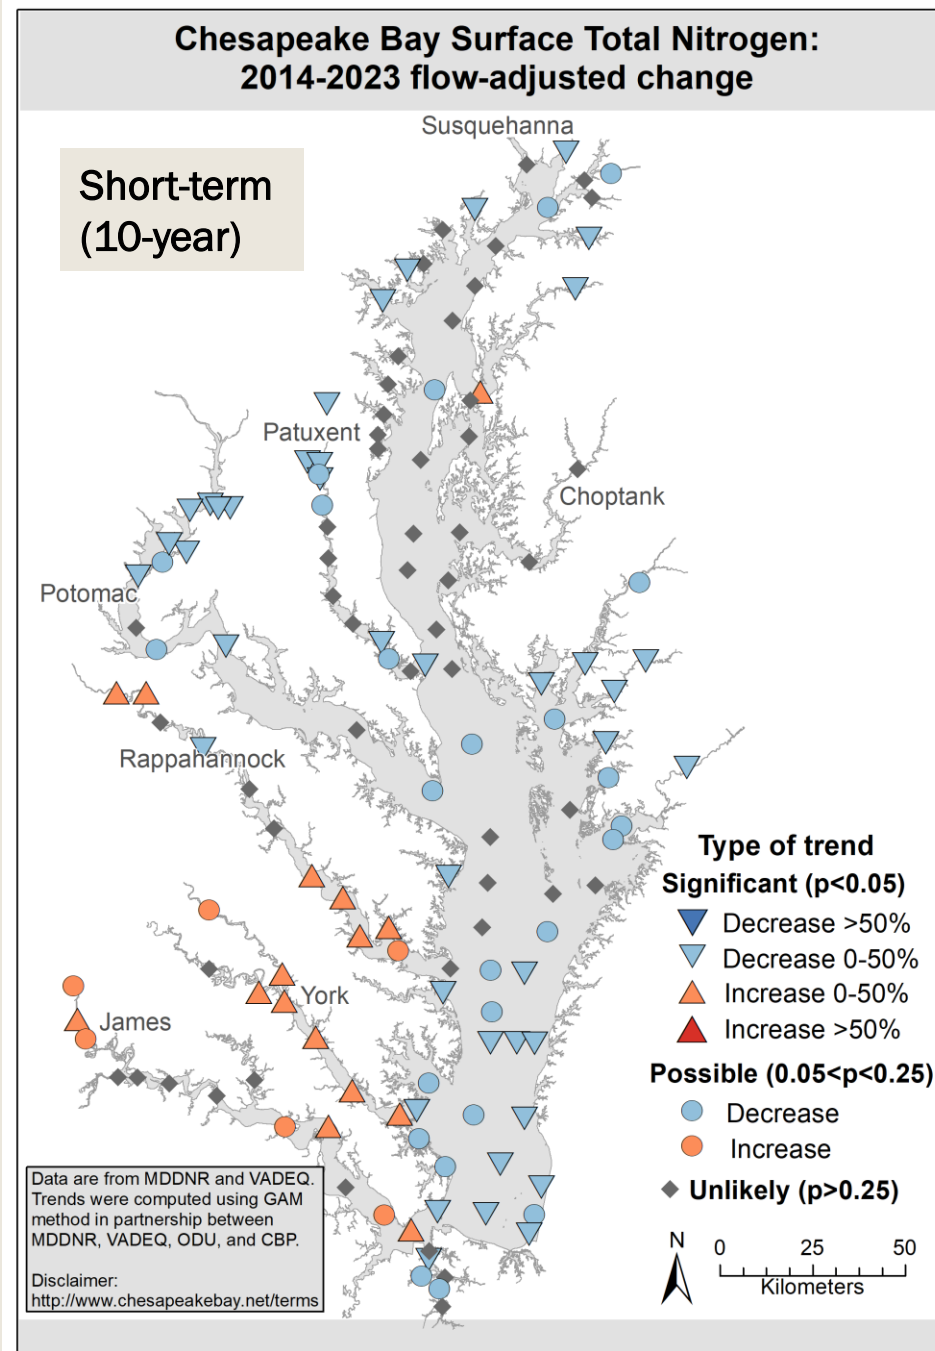 Chesapeake Bay Surface Total Nitrogen:
2014-2023 flow-adjusted change
Short-term
(10-year)
Susquehanna
Patuxent
Choptank
Potomac
Rappahannock
York
James
Type of trend
Significant (p<0.05)
Decrease >50%
Decrease 0-50%
Increase 0-50%
Increase >50%
Possible (0.05<p<0.25)
Decrease
Increase
Unlikely (p>0.25)
Data are from MDDNR and VADEQ.
Trends were computed using GAM
method in partnership between
MDDNR, VADEQ, ODU, and CBP.
Disclaimer:
http://www.chesapeakebay.net/terms
N
0 25 50
Kilometers